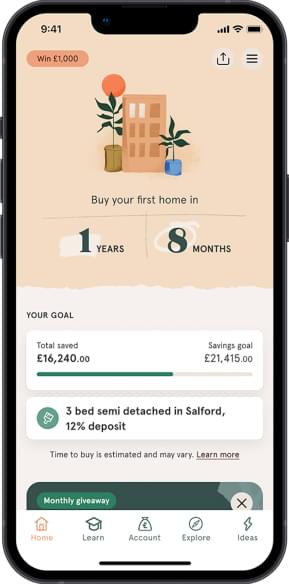 9:41
Win £1,000
Buy your first home in
1 YEARS 8 MONTHS
YOUR GOAL
Total saved Savings goal
£16,240.00 £21,415.00
3 bed semi detached in Salford,
12% deposit
Time to buy is estimated and may vary. Learn more
Monthly giveaway
Home Learn Account Explore Ideas